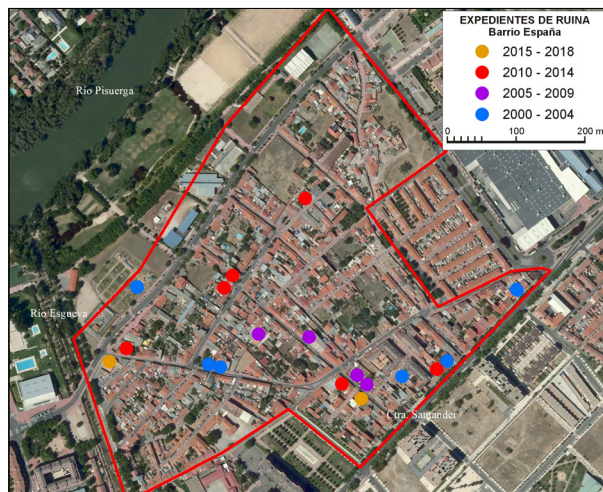 EXPEDIENTES DE RUINA
Barrio España
2015 - 2018
2010 - 2014
2005 - 2009
2000 - 2004
0 100 200 m
Río Pisuerga
Río Esgueva
Ctra. Santander